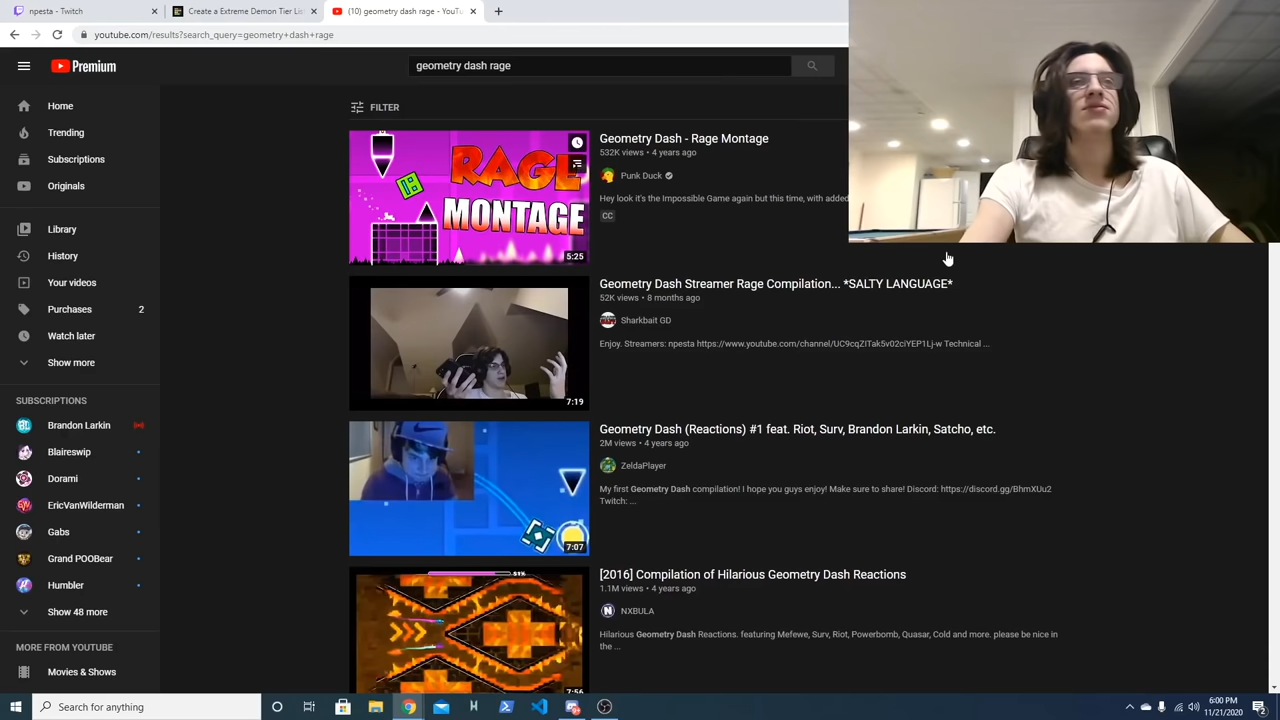 npesta - Twitch
Create a Extreme Demon Tier Lis
(10) geometry dash rage - YouTu
youtube.com/results?search_query=geometry+dash+rage
Premium
geometry dash rage
Home
Trending
Subscriptions
Originals
Library
History
Your videos
Purchases 2
Watch later
Show more
SUBSCRIPTIONS
Brandon Larkin
Blaireswip
Dorami
EricVanWilderman
Gabs
Grand POOBear
Humbler
Show 48 more
MORE FROM YOUTUBE
Movies & Shows
FILTER
RAGE
MONTAGE
5:25
Geometry Dash - Rage Montage
532K views • 4 years ago
Punk Duck
Hey look it's the Impossible Game again but this time, with added
CC
7:19
Geometry Dash Streamer Rage Compilation... *SALTY LANGUAGE*
52K views • 8 months ago
Sharkbait GD
Enjoy. Streamers: npesta https://www.youtube.com/channel/UC9cqZITak5v02ciYEP1Lj-w Technical ...
7:07
Geometry Dash (Reactions) #1 feat. Riot, Surv, Brandon Larkin, Satcho, etc.
2M views • 4 years ago
ZeldaPlayer
My first Geometry Dash compilation! I hope you guys enjoy! Make sure to share! Discord: https://discord.gg/BhmXUu2
Twitch: ...
7:56
[2016] Compilation of Hilarious Geometry Dash Reactions
1.1M views • 4 years ago
N NXBULA
Hilarious Geometry Dash Reactions. featuring Mefewe, Surv, Riot, Powerbomb, Quasar, Cold and more. please be nice in
the ...
Search for anything
6:00 PM
11/21/2020
2